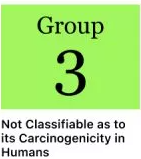 Group
3
Not Classifiable as to
its Carcinogenicity in
Humans